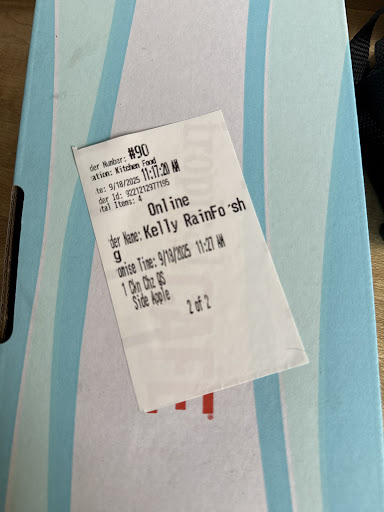 der Number: #90
ation: Kitchen Food
te: 9/18/2025 11:17:20 AM
der Id: 9221212977195
tal Items: 4
Online
der Name: Kelly RainFo sh
g
omise Time: 9/18/2025 11:27 AM
1 Ckn Chz QS
Side Apple
2 of 2